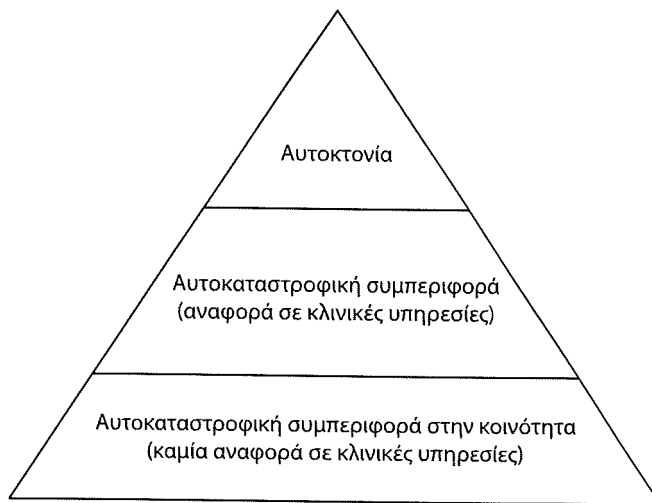 Αυτοκτονία
Αυτοκαταστροφική συμπεριφορά
(αναφορά σε κλινικές υπηρεσίες)
Αυτοκαταστροφική συμπεριφορά στην κοινότητα
(καμία αναφορά σε κλινικές υπηρεσίες)